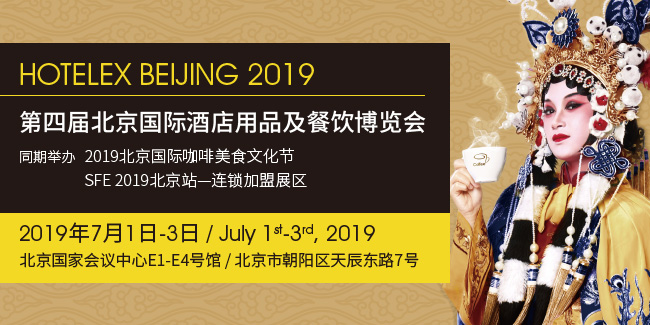 HOTELEX BEIJING 2019
第四届北京国际酒店用品及餐饮博览会
同期举办 2019北京国际咖啡美食文化节
SFE 2019北京站—连锁加盟展区
2019年7月1日-3日 / July 1st-3rd, 2019
北京国家会议中心E1-E4号馆 / 北京市朝阳区天辰东路7号